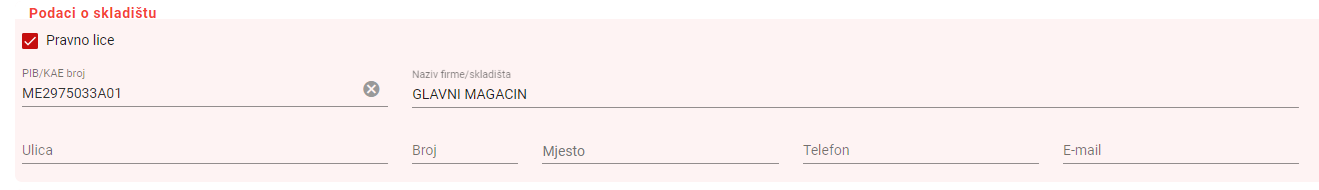 Podaci o skladištu
Pravno lice
PIB/KAE broj
ME2975033A01
Naziv firme/skladišta
GLAVNI MAGACIN
Ulica
Broj
Mjesto
Telefon
E-mail